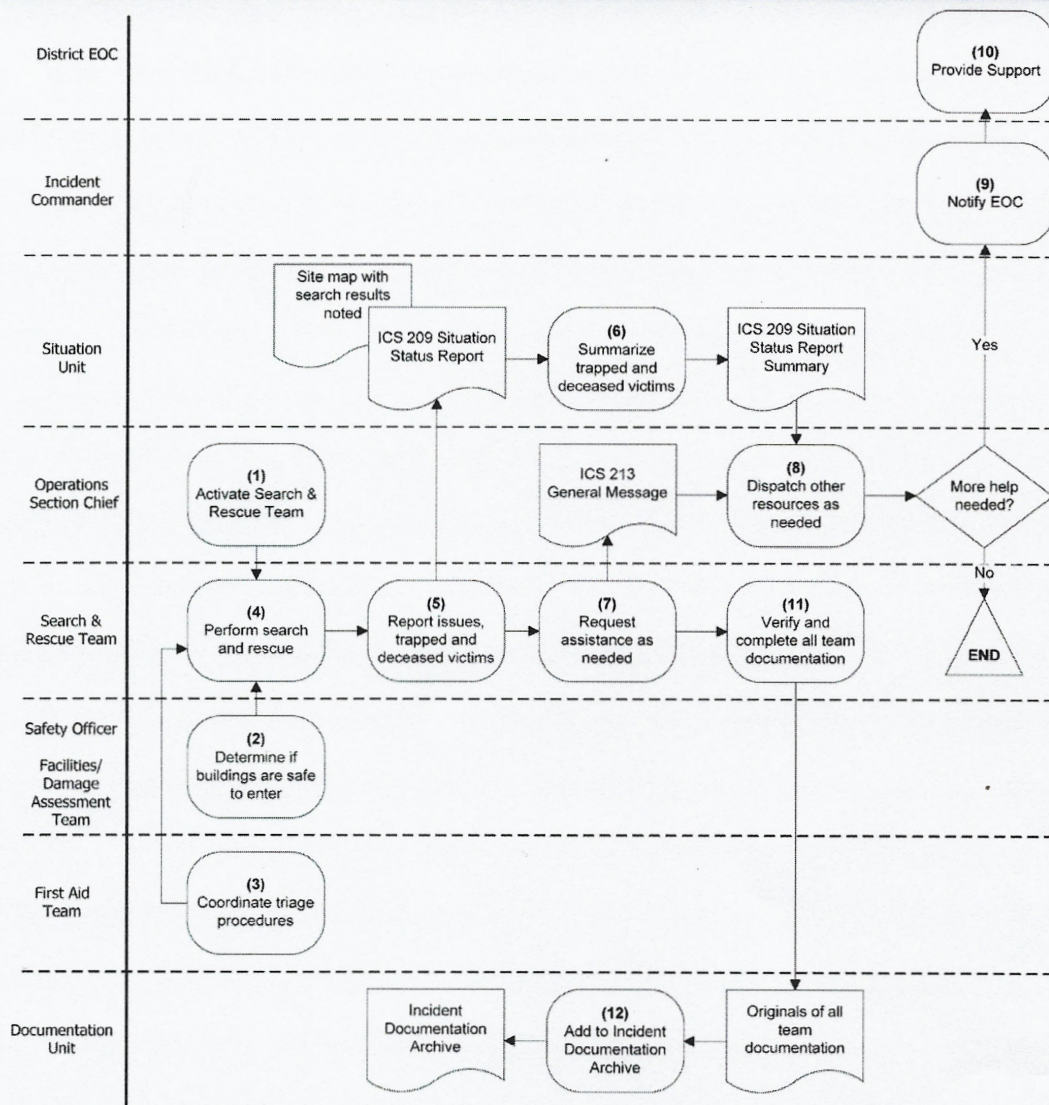 District EOC
(10)
Provide Support
Incident
Commander
(9)
Notify EOC
Situation
Unit
Site map with
search results
noted
ICS 209 Situation
Status Report
(6)
Summarize
trapped and
deceased victims
ICS 209 Situation
Status Report
Summary
Yes
Operations
Section Chief
(1)
Activate Search &
Rescue Team
ICS 213
General Message
(8)
Dispatch other
resources as
needed
More help
needed?
No
Search &
Rescue Team
(4)
Perform search
and rescue
(5)
Report issues,
trapped and
deceased victims
(7)
Request
assistance as
needed
(11)
Verify and
complete all team
documentation
END
Safety Officer
Facilities/
Damage
Assessment
Team
(2)
Determine if
buildings are safe
to enter
First Aid
Team
(3)
Coordinate triage
procedures
Documentation
Unit
Incident
Documentation
Archive
(12)
Add to Incident
Documentation
Archive
Originals of all
team
documentation